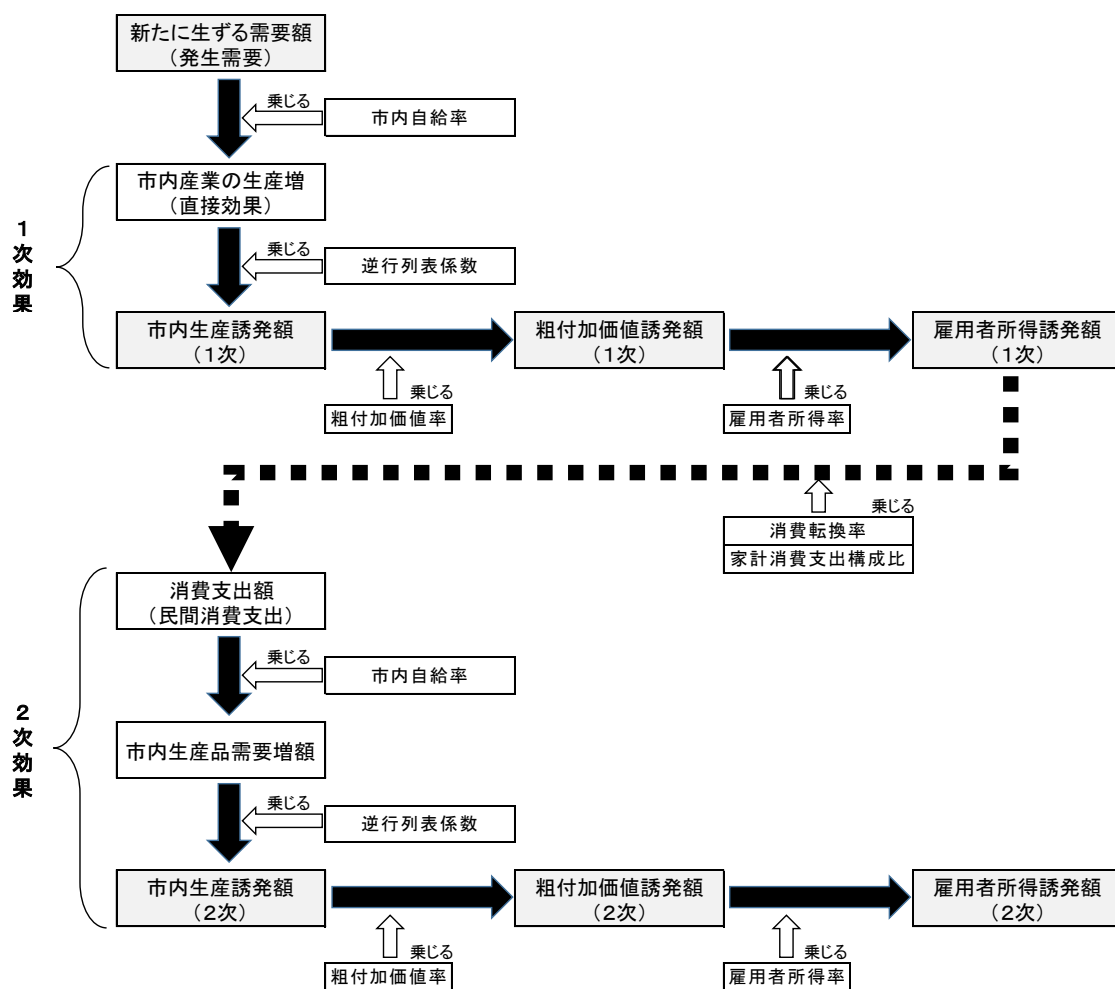 新たに生ずる需要額
（発生需要）
乗じる
市内自給率
市内産業の生産増
（直接効果）
1次効果
乗じる
逆行列表係数
市内生産誘発額
（1次）
粗付加価値誘発額
（1次）
雇用者所得誘発額
（1次）
乗じる
粗付加価値率
乗じる
雇用者所得率
乗じる
消費転換率
家計消費支出構成比
消費支出額
（民間消費支出）
乗じる
市内自給率
2次効果
市内生産品需要増額
乗じる
逆行列表係数
市内生産誘発額
（2次）
粗付加価値誘発額
（2次）
雇用者所得誘発額
（2次）
乗じる
粗付加価値率
乗じる
雇用者所得率